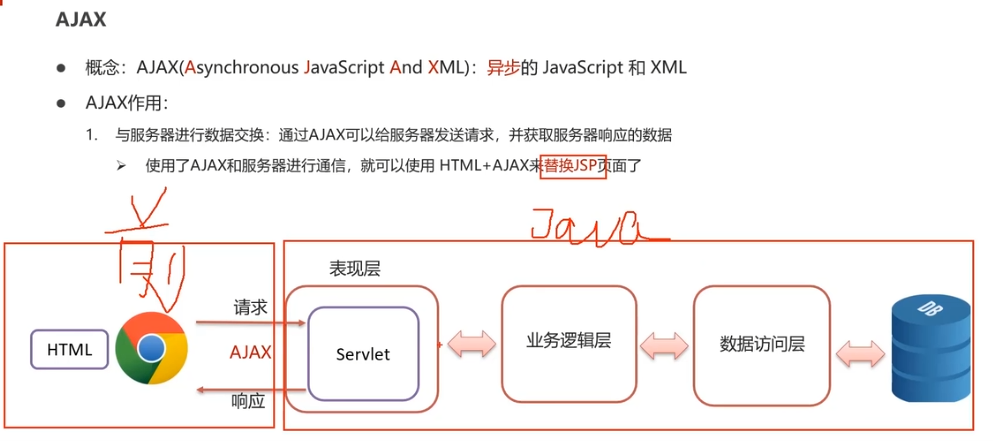 AJAX
● 概念：AJAX(Asynchronous JavaScript And XML)：异步的 JavaScript 和 XML
● AJAX作用：
1. 与服务器进行数据交换：通过AJAX可以给服务器发送请求，并获取服务器响应的数据
➢ 使用了AJAX和服务器进行通信，就可以使用 HTML+AJAX来替换JSP页面了
前
Java
表现层
请求
HTML
AJAX
Servlet
业务逻辑层
数据访问层
DB
响应